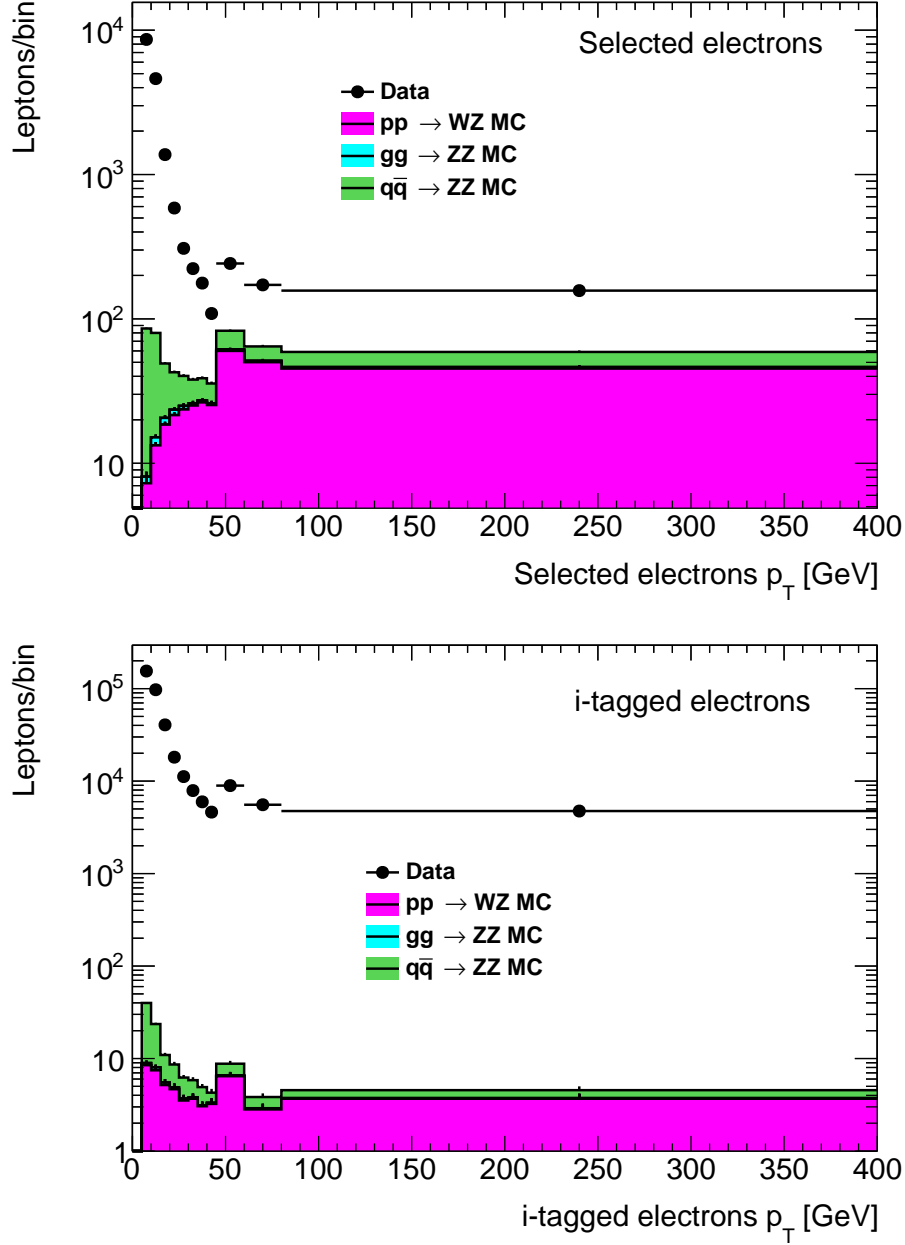 Leptons/bin
Selected electrons
10^4
Data
pp → WZ MC
gg → ZZ MC
qq̅ → ZZ MC
10^3
10^2
10
0 50 100 150 200 250 300 350 400
Selected electrons p_T [GeV]
Leptons/bin
i-tagged electrons
10^5
10^4
10^3
Data
pp → WZ MC
gg → ZZ MC
qq̅ → ZZ MC
10^2
10
1
0 50 100 150 200 250 300 350 400
i-tagged electrons p_T [GeV]